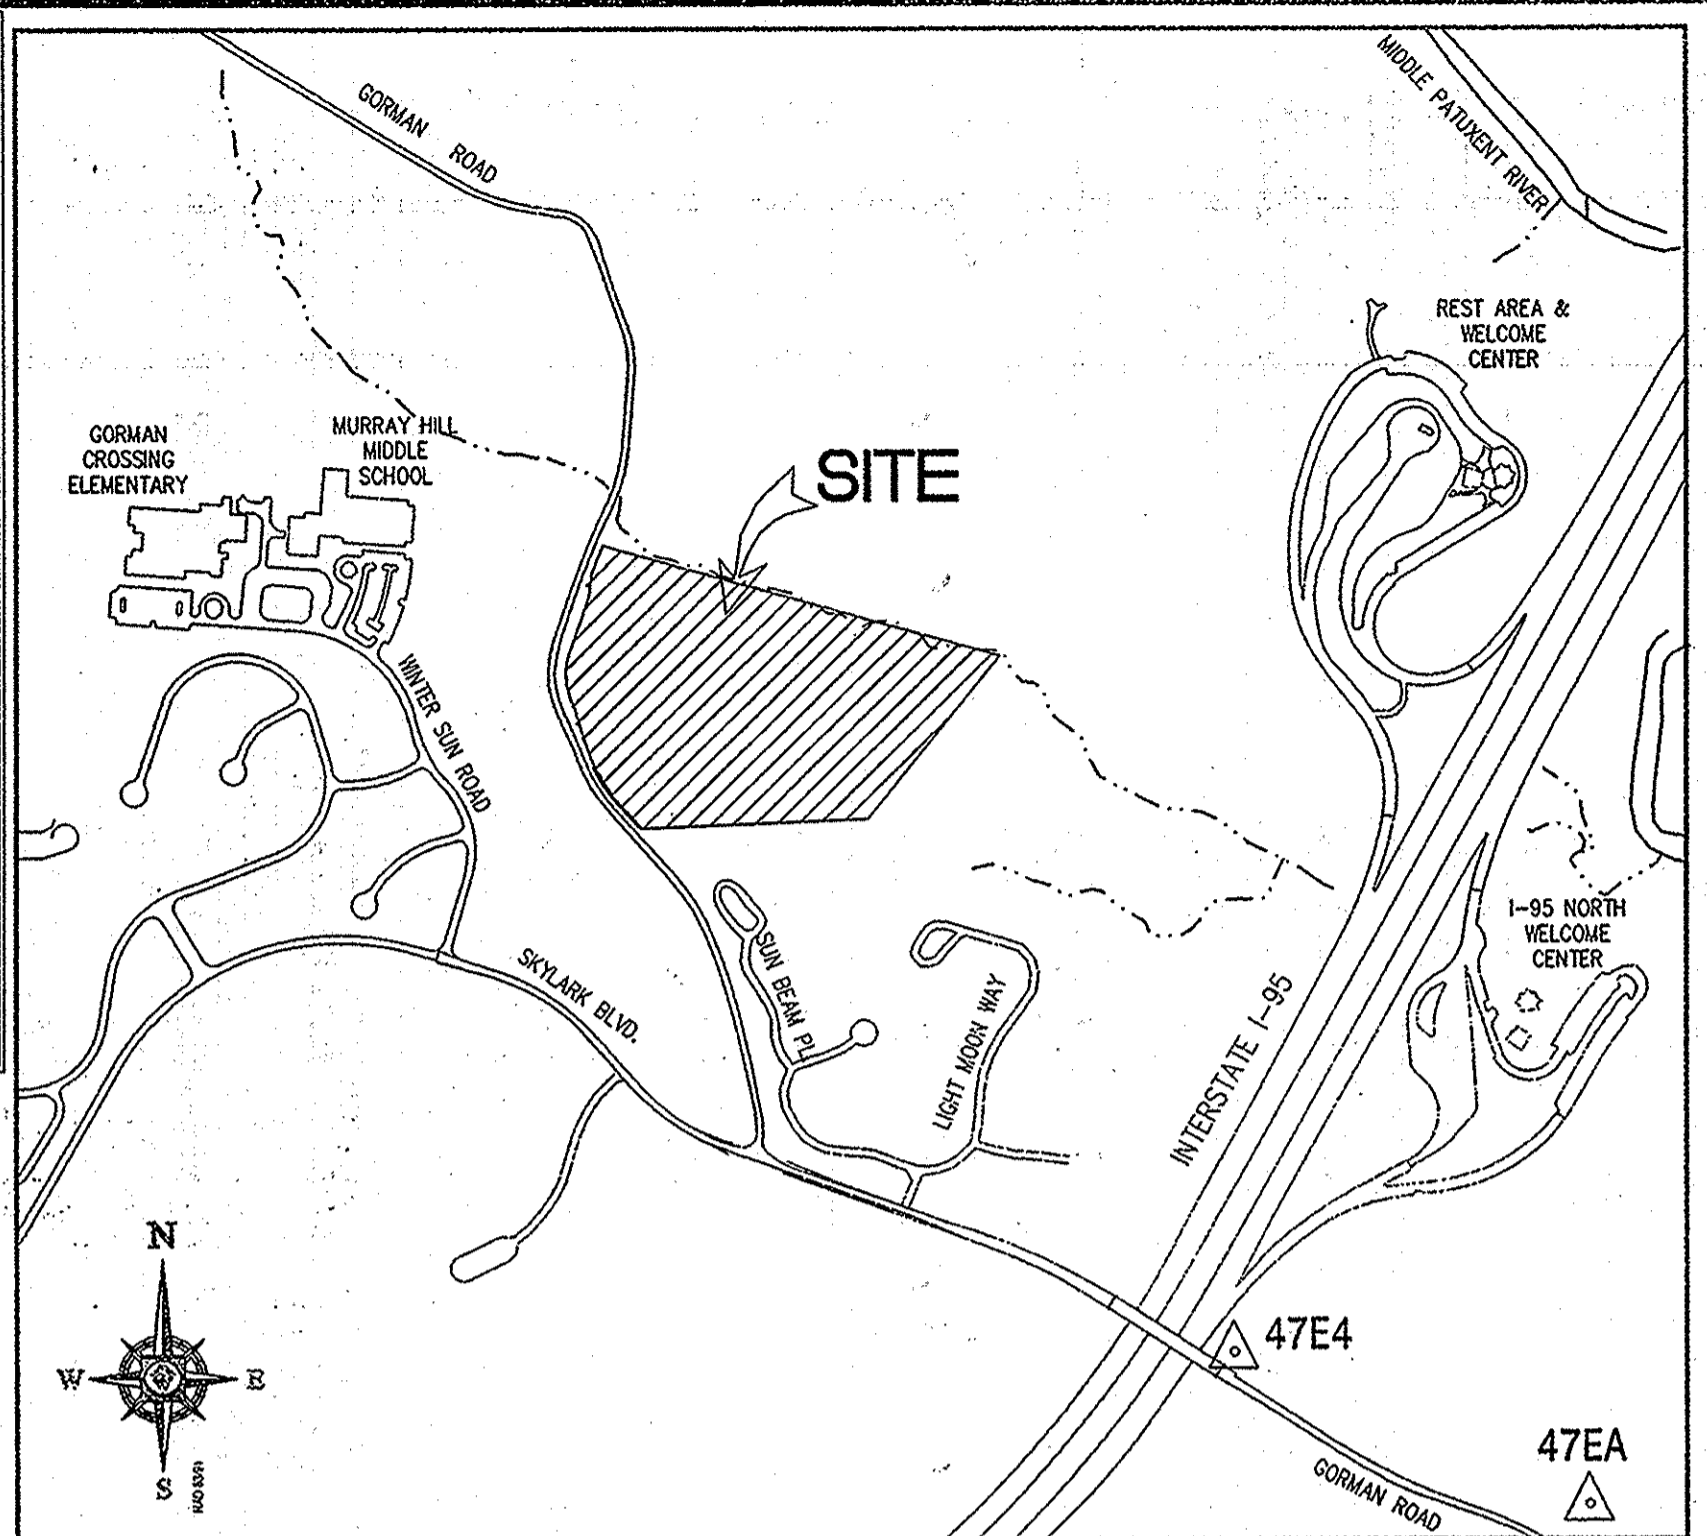 MIDDLE PATUXENT RIVER
GORMAN
ROAD
REST AREA &
WELCOME
CENTER
GORMAN
CROSSING
ELEMENTARY
MURRAY HILL
MIDDLE
SCHOOL
SITE
WINTER SUN ROAD
I-95 NORTH
WELCOME
CENTER
SKYLARK BLVD.
SUN BEAM PL
LIGHT MOON WAY
INTERSTATE I-95
N
W
E
S
47E4
47EA
GORMAN ROAD